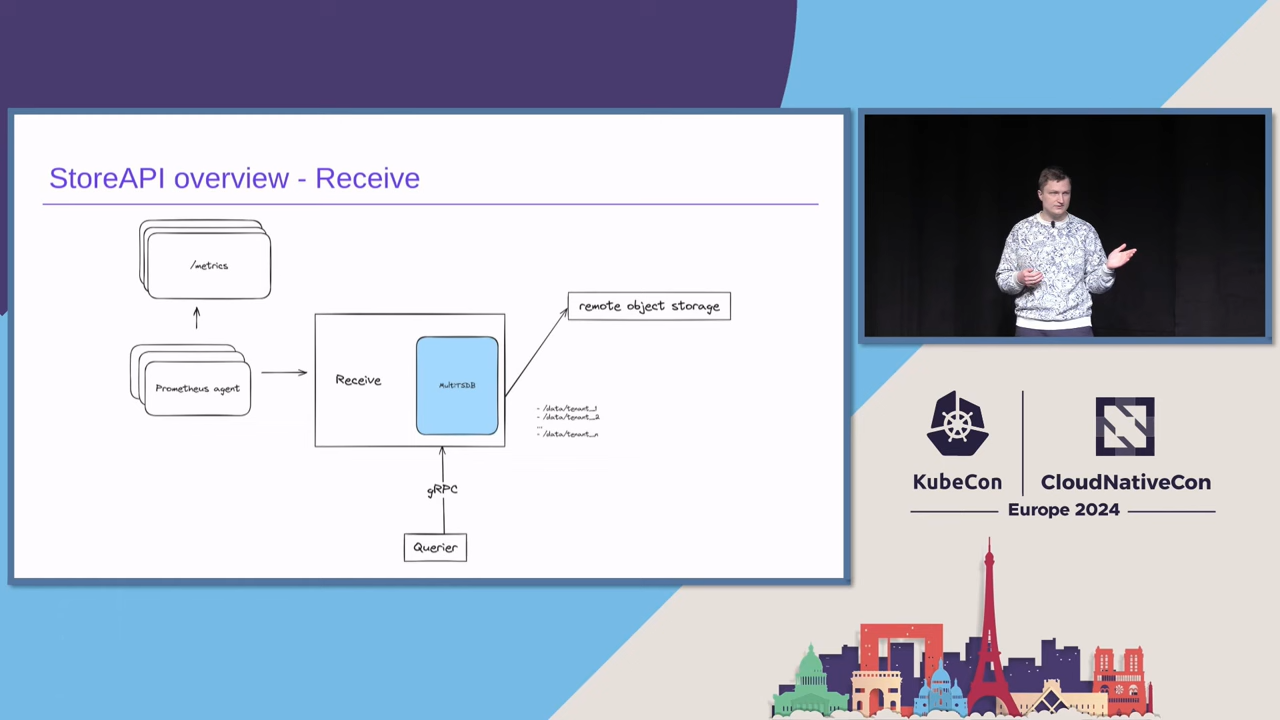 StoreAPI overview - Receive
/metrics
Prometheus agent
Receive
MultiTSDB
remote object storage
- /data/tenant_1
- /data/tenant_2
...
- /data/tenant_n
gRPC
Querier
KubeCon
CloudNativeCon
Europe 2024